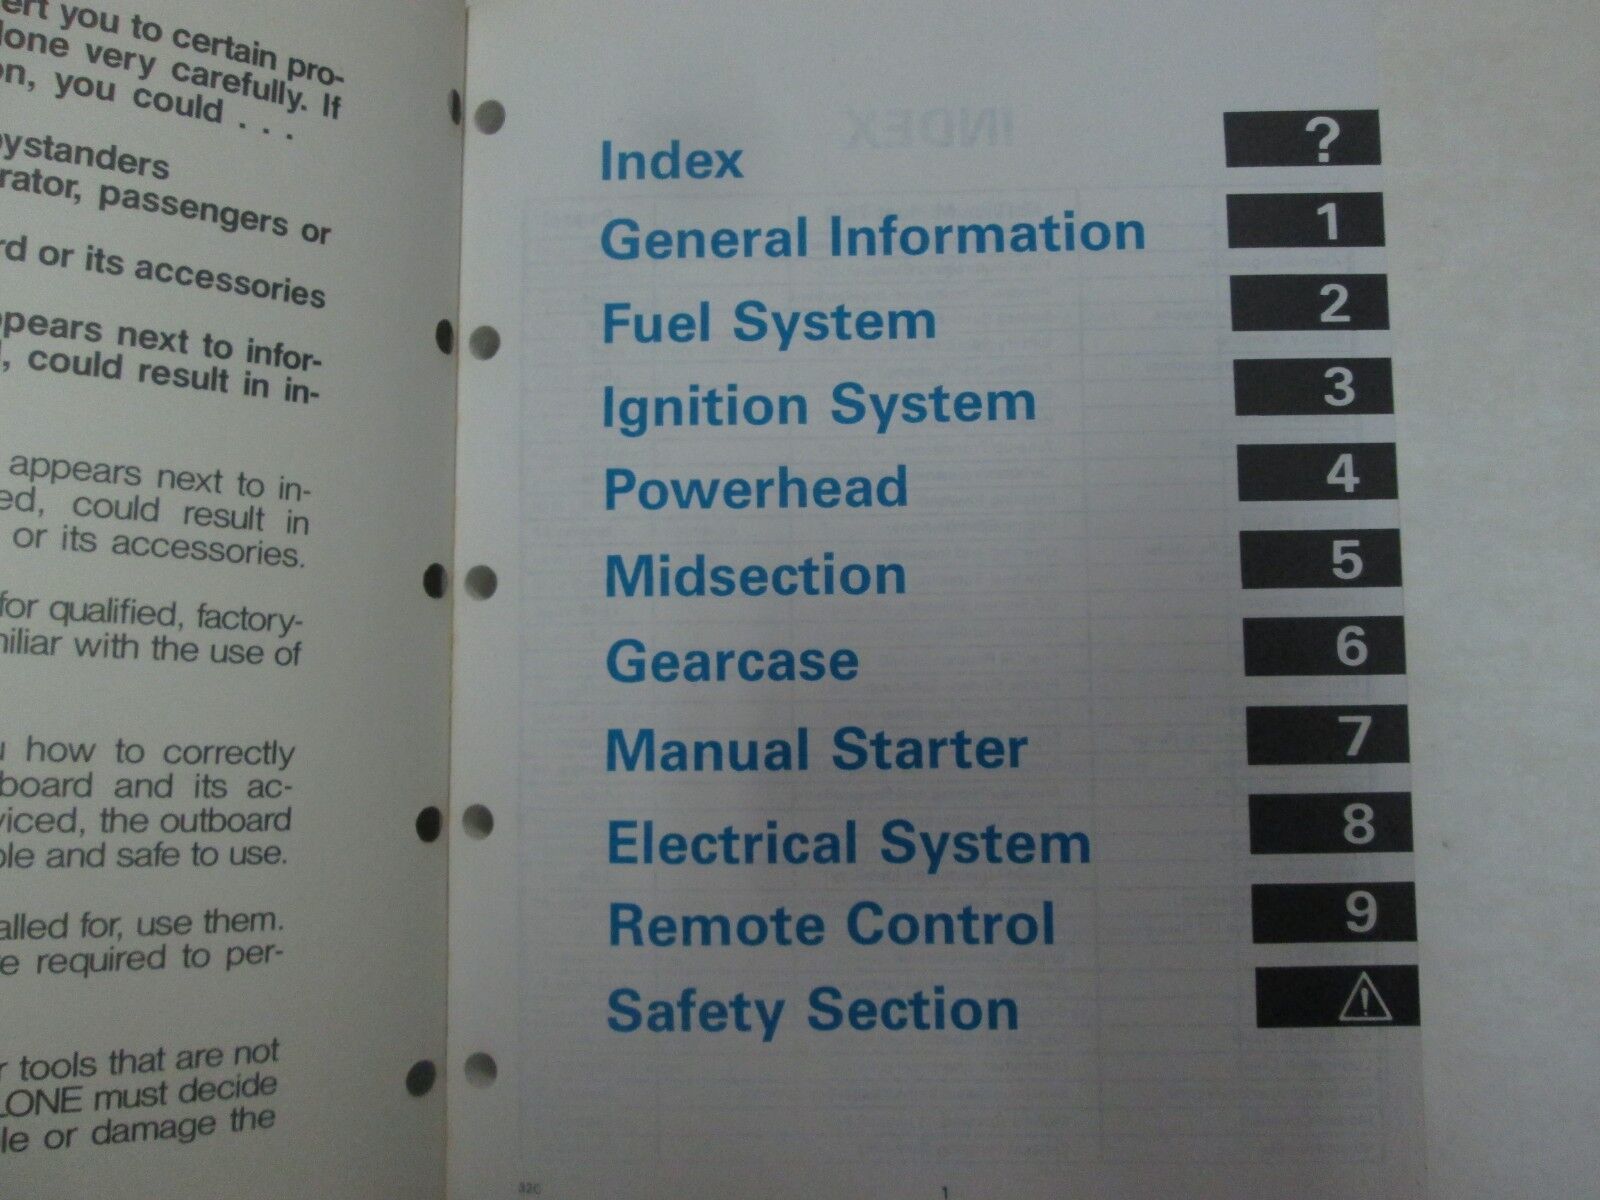 ert you to certain pro-
done very carefully. If
on, you could . . .
bystanders
rator, passengers or
rd or its accessories
ppears next to infor-
, could result in in-
appears next to in-
ed, could result in
or its accessories.
for qualified, factory-
miliar with the use of
u how to correctly
board and its ac-
viced, the outboard
ble and safe to use.
alled for, use them.
e required to per-
r tools that are not
LONE must decide
le or damage the
INDEX
Index ?
General Information 1
Fuel System 2
Ignition System 3
Powerhead 4
Midsection 5
Gearcase 6
Manual Starter 7
Electrical System 8
Remote Control 9
Safety Section !
32C
1